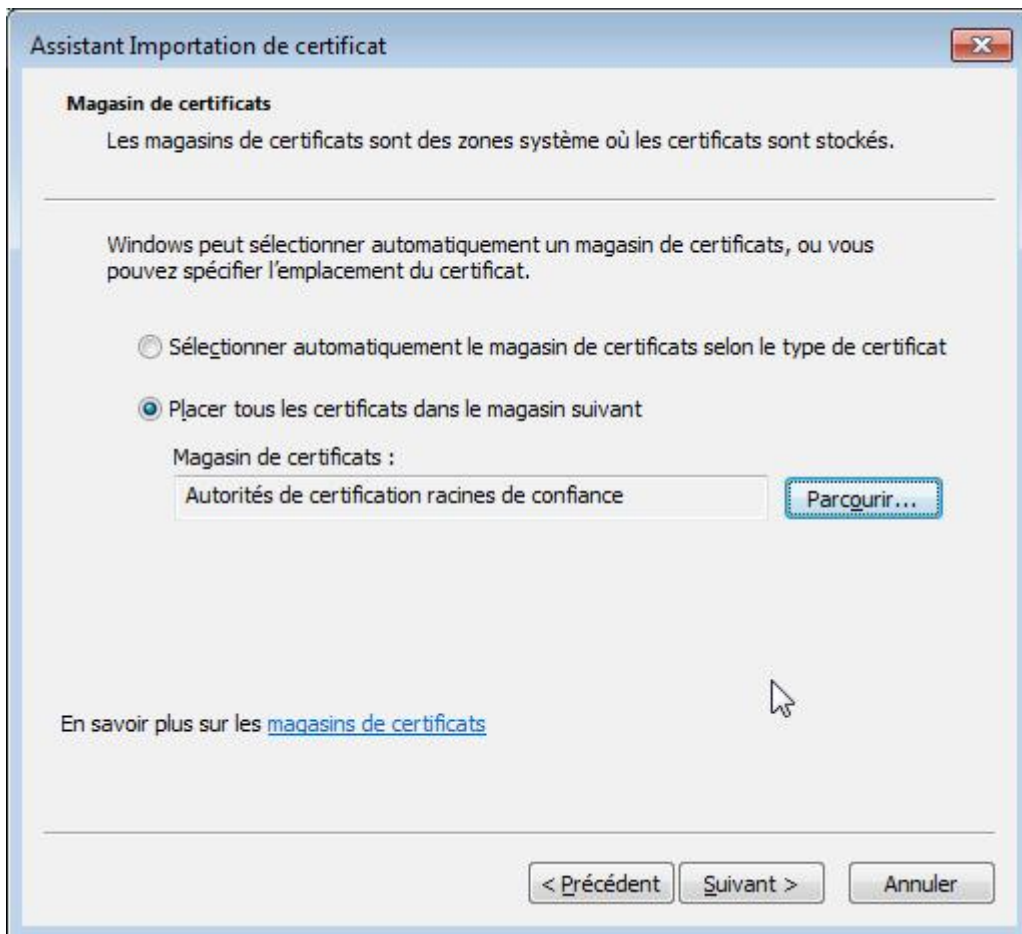 Assistant Importation de certificat
Magasin de certificats
Les magasins de certificats sont des zones système où les certificats sont stockés.
Windows peut sélectionner automatiquement un magasin de certificats, ou vous
pouvez spécifier l'emplacement du certificat.
Sélectionner automatiquement le magasin de certificats selon le type de certificat
Placer tous les certificats dans le magasin suivant
Magasin de certificats :
Autorités de certification racines de confiance
Parcourir...
En savoir plus sur les magasins de certificats
< Précédent
Suivant >
Annuler